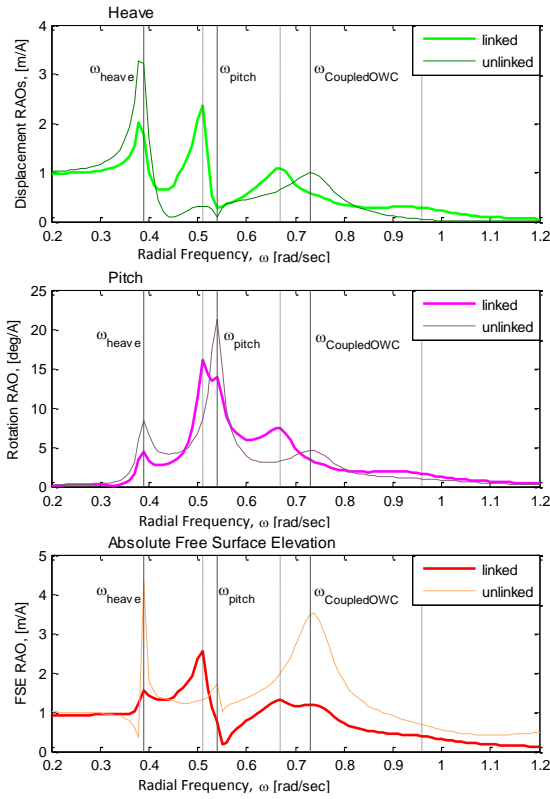 Heave
4
3
2
1
0
Displacement RAOs, [m/A]
ωheave
ωpitch
ωCoupledOWC
linked
unlinked
0.2 0.3 0.4 0.5 0.6 0.7 0.8 0.9 1 1.1 1.2
Radial Frequency, ω [rad/sec]
Pitch
25
20
15
10
5
0
Rotation RAO, [deg/A]
ωheave
ωpitch
ωCoupledOWC
linked
unlinked
0.2 0.3 0.4 0.5 0.6 0.7 0.8 0.9 1 1.1 1.2
Radial Frequency, ω [rad/sec]
Absolute Free Surface Elevation
5
4
3
2
1
0
FSE RAO, [m/A]
ωheave
ωpitch
ωCoupledOWC
linked
unlinked
0.2 0.3 0.4 0.5 0.6 0.7 0.8 0.9 1 1.1 1.2
Radial Frequency, ω [rad/sec]